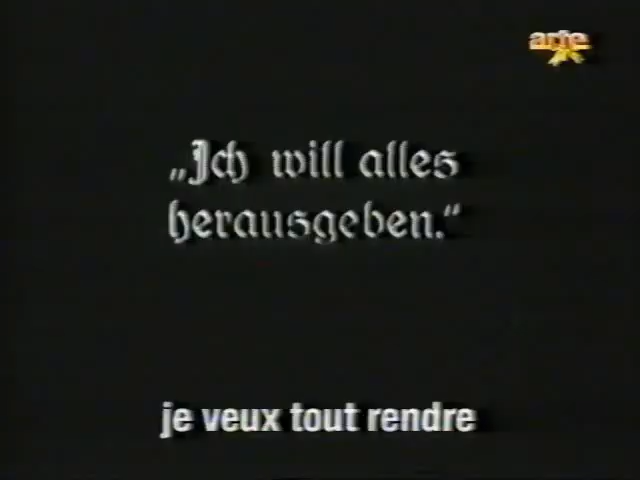 arte
„Ich will alles
herausgeben.“
je veux tout rendre